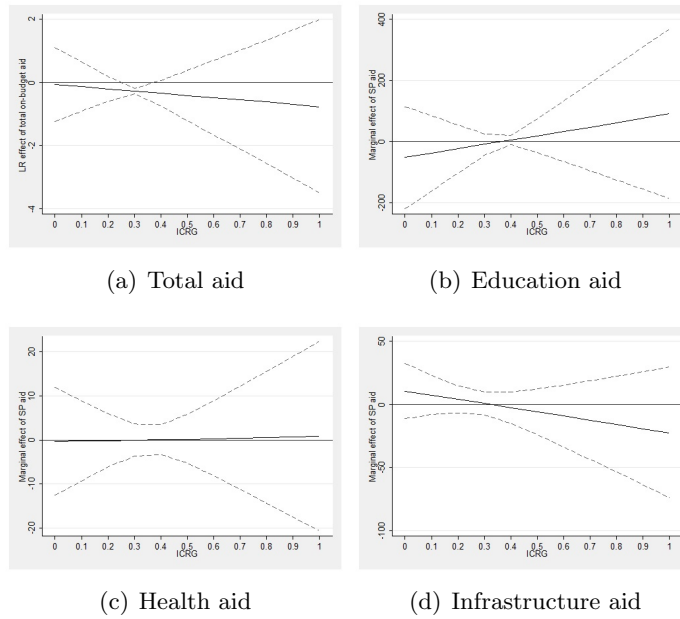 LR effect of total on-budget aid
2
0
-2
-4
0 0.1 0.2 0.3 0.4 0.5 0.6 0.7 0.8 0.9 1
ICRG
(a) Total aid
Marginal effect of SP aid
400
200
0
-200
0 0.1 0.2 0.3 0.4 0.5 0.6 0.7 0.8 0.9 1
ICRG
(b) Education aid
Marginal effect of SP aid
20
10
0
-10
-20
0 0.1 0.2 0.3 0.4 0.5 0.6 0.7 0.8 0.9 1
ICRG
(c) Health aid
Marginal effect of SP aid
50
0
-50
-100
0 0.1 0.2 0.3 0.4 0.5 0.6 0.7 0.8 0.9 1
ICRG
(d) Infrastructure aid